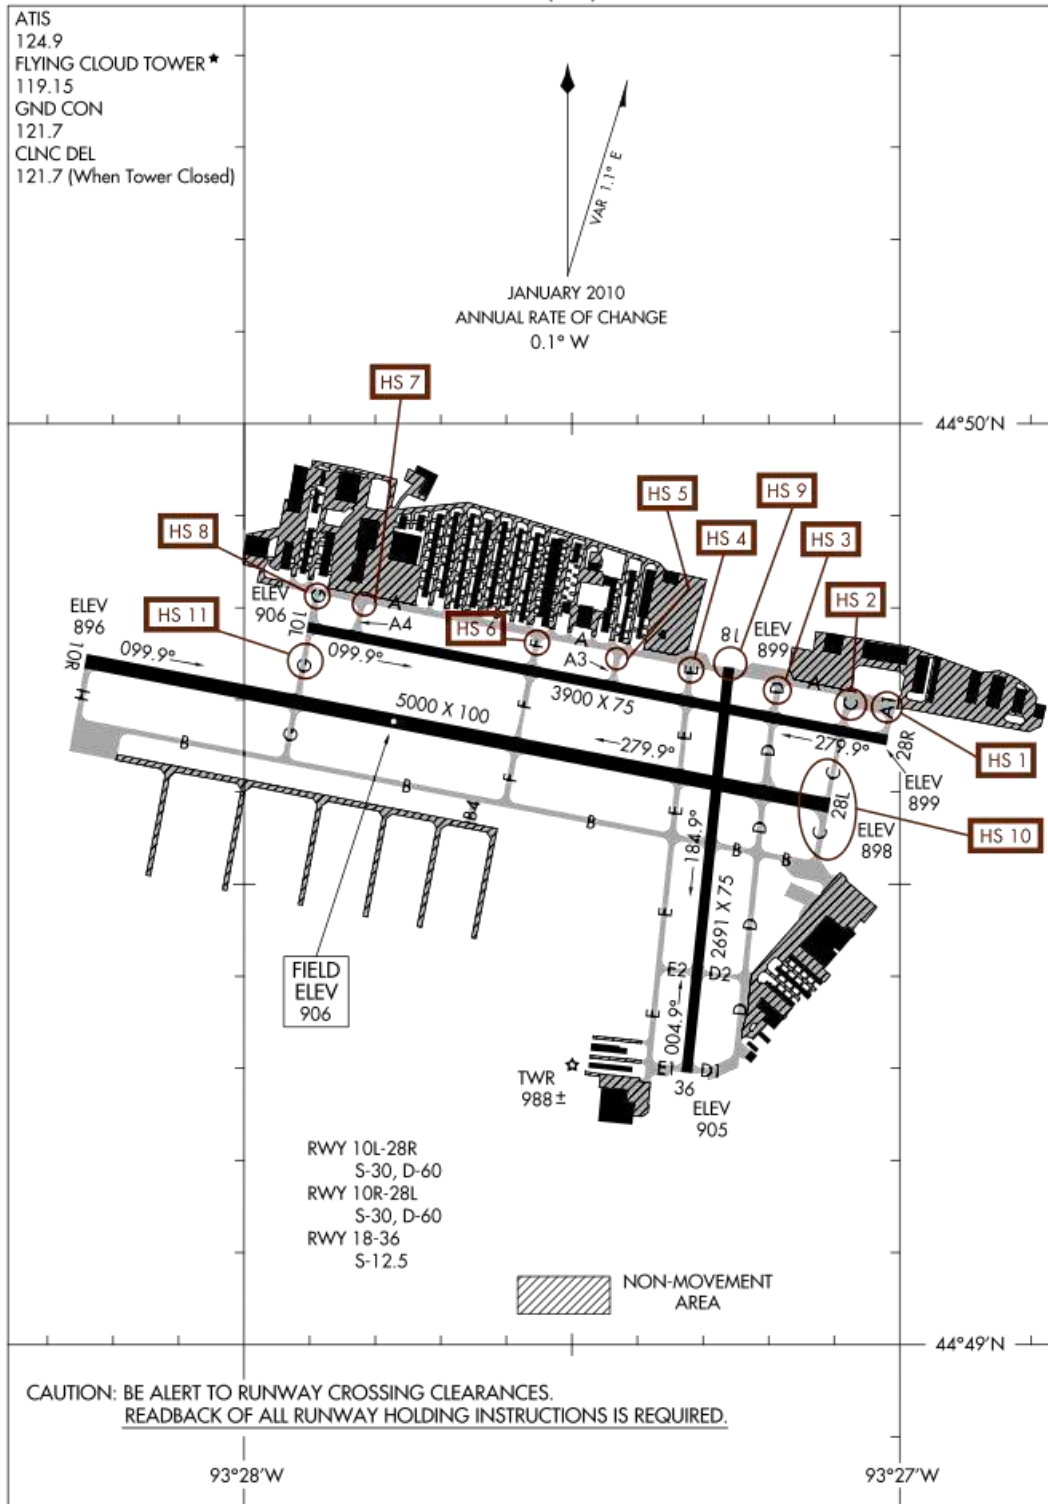 ATIS
124.9
FLYING CLOUD TOWER★
119.15
GND CON
121.7
CLNC DEL
121.7 (When Tower Closed)
VAR 1.1° E
JANUARY 2010
ANNUAL RATE OF CHANGE
0.1° W
HS 7
44°50'N
HS 5
HS 9
HS 8
HS 4
HS 3
ELEV
906
ELEV
896
HS 11
HS 2
10L
G
A
A4
HS 6
F
A
A3
E
18
ELEV
899
D
A
C
A1
10R
099.9°
G
099.9°
H
5000 X 100
3900 X 75
F
E
279.9°
279.9°
28R
HS 1
D
C
B
G
F
B
ELEV
899
28L
B4
B
E
184.9°
B
D
B
C
ELEV
898
HS 10
2691 X 75
E
D
FIELD
ELEV
906
E2
D2
004.9°
E
D
E1
D1
TWR
988±
36
ELEV
905
RWY 10L-28R
S-30, D-60
RWY 10R-28L
S-30, D-60
RWY 18-36
S-12.5
NON-MOVEMENT
AREA
44°49'N
CAUTION: BE ALERT TO RUNWAY CROSSING CLEARANCES.
READBACK OF ALL RUNWAY HOLDING INSTRUCTIONS IS REQUIRED.
93°28'W
93°27'W